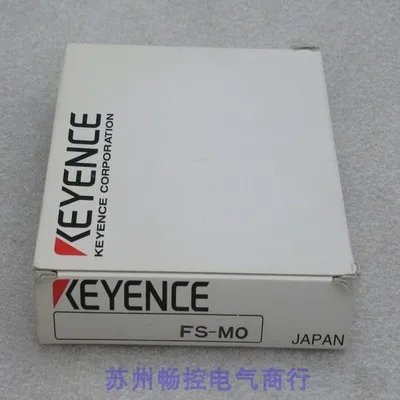 KEYENCE
KEYENCE CORPORATION
KEYENCE
FS-M0
JAPAN
苏州畅控电气商行